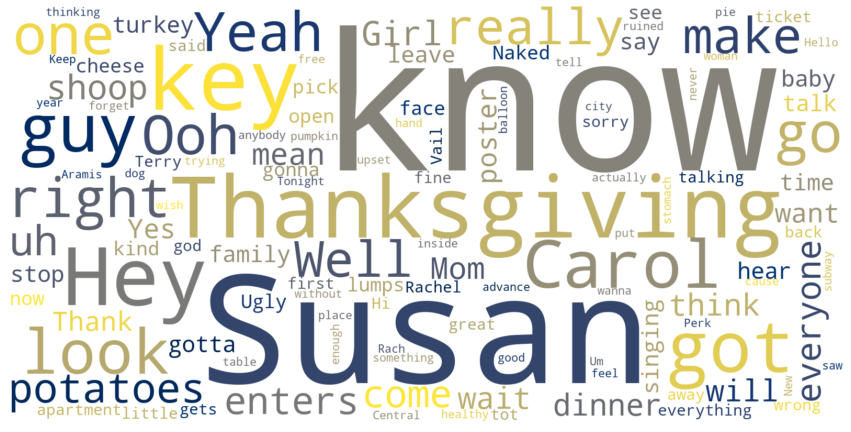 thinking
pie
one
turkey
Yeah
Girl
really
see
ruined
ticket
said
say
make
Hello
Keep
cheese
key
free
leave
Naked
tell
woman
shoop
pick
know
baby
year
forget
face
balloon
city
never
talk
guy
Ooh
anybody
pumpkin
open
hand
poster
sorry
go
mean
Vail
Terry
trying
gonna
upset
fine
actually
talking
Aramis
dog
Tonight
time
right
wish
Thanksgiving
stomach
want
Yes
put
back
uh
kind
god
family
Well
inside
Carol
hear
everyone
subway
stop
Hey
Mom
first
without
lumps
Rachel
advance
wanna
cause
now
Ugly
Hi
Susan
singing
think
Thank
place
great
Perk
look
gotta
enough
Rach
something
good
Um
feel
got
table
New
saw
potatoes
come
wait
away
will
healthy
enters
dinner
apartment
little
gets
Central
tot
everything
wrong